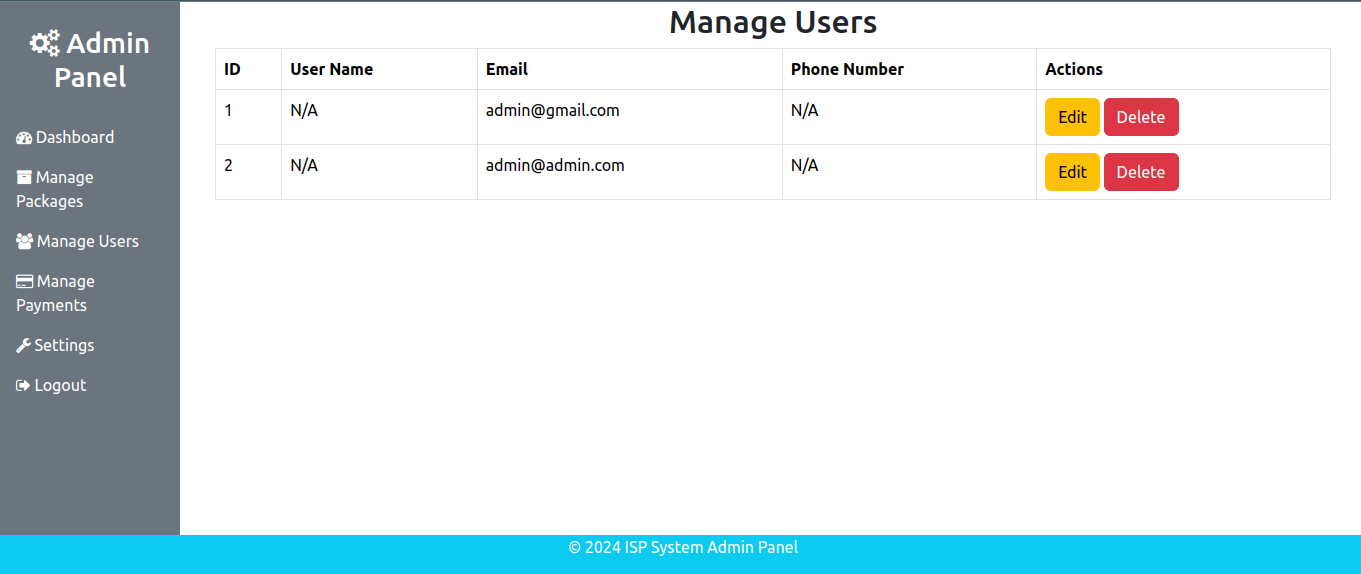 Admin
Panel
Dashboard
Manage
Packages
Manage Users
Manage
Payments
Settings
Logout
Manage Users
ID User Name Email Phone Number Actions
1 N/A admin@gmail.com N/A Edit Delete
2 N/A admin@admin.com N/A Edit Delete
© 2024 ISP System Admin Panel